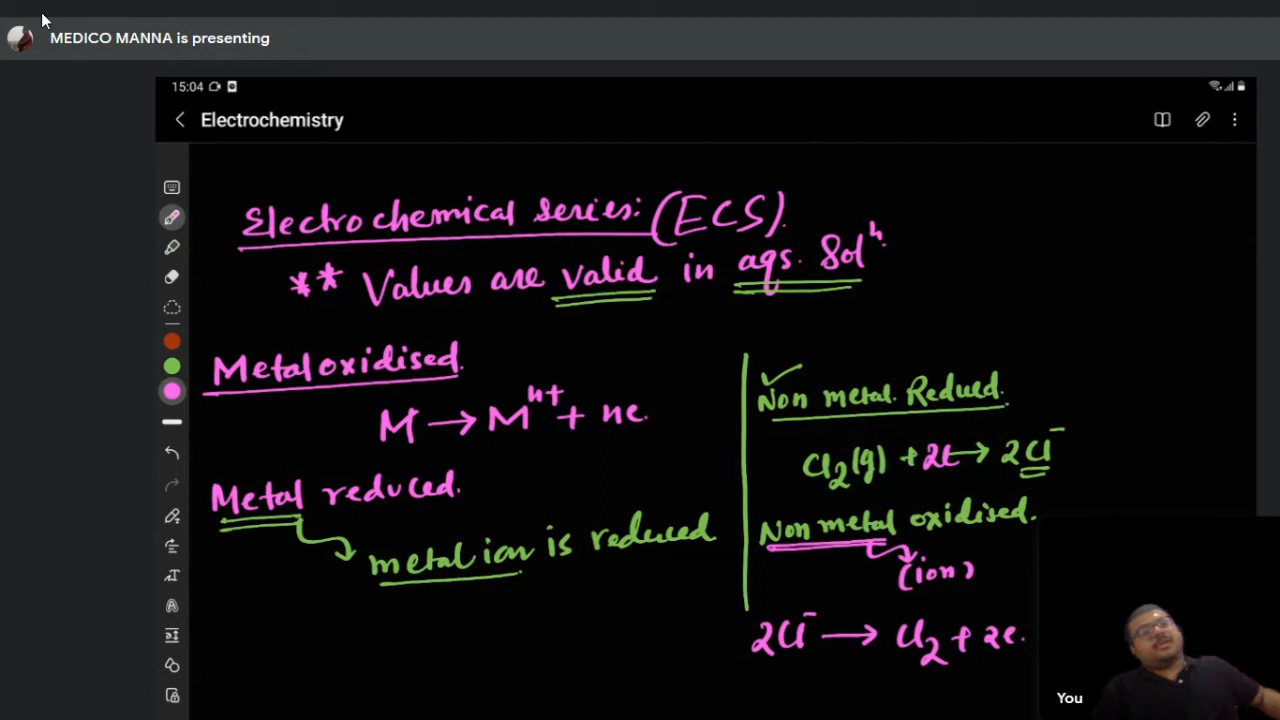 MEDICO MANNA is presenting
15:04
Electrochemistry
Electrochemical series: (ECS).
** Values are valid in aqs. Solⁿ.
Metal oxidised.
M → Mⁿ⁺ + ne.
Metal reduced.
metal ion is reduced
Non metal. Reduced.
Cl₂(g) + 2e → 2Cl⁻
Non metal oxidised.
(ion)
2Cl⁻ → Cl₂ + 2e.
You